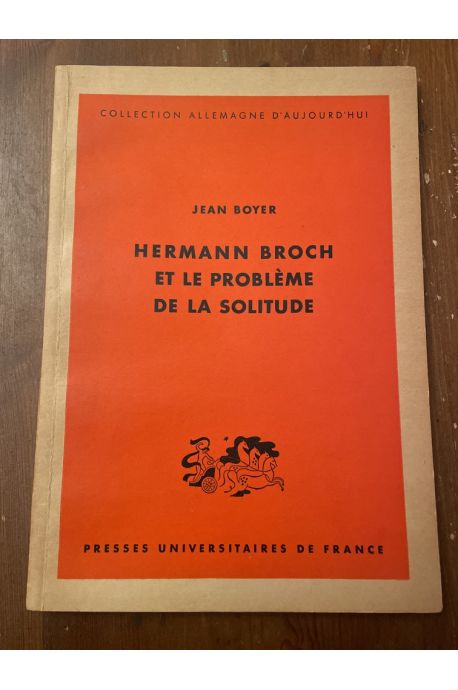 COLLECTION ALLEMAGNE D'AUJOURD'HUI
JEAN BOYER
HERMANN BROCH
ET LE PROBLÈME
DE LA SOLITUDE
PRESSES UNIVERSITAIRES DE FRANCE